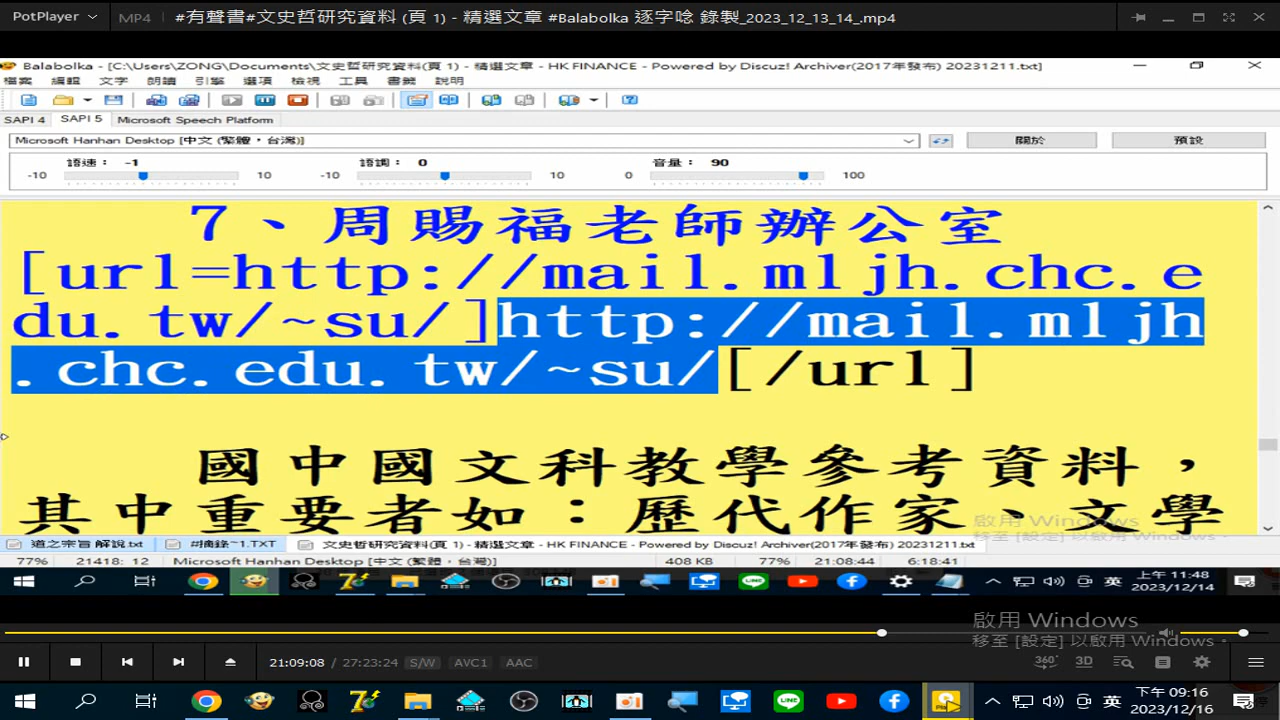 PotPlayer MP4 #有聲書#文史哲研究資料 (頁 1) - 精選文章 #Balabolka 逐字唸 錄製_2023_12_13_14_.mp4
Balabolka - [C:\Users\ZONG\Documents\文史哲研究資料(頁 1) - 精選文章 - HK FINANCE - Powered by Discuz! Archiver(2017年發布) 20231211.txt]
檔案 編輯 文字 朗讀 引擎 選項 檢視 工具 書籤 說明
SAPI 4 SAPI 5 Microsoft Speech Platform
Microsoft Hanhan Desktop [中文 (繁體，台灣)] 關於 預設
語速： -1 語調： 0 音量： 90
-10 10 -10 10 0 100
7、周賜福老師辦公室
[url=http://mail.mljh.chc.e
du.tw/~su/]http://mail.mljh
.chc.edu.tw/~su/[/url]
國中國文科教學參考資料，
其中重要者如：歷代作家、文學
啟用 Windows
移至 [設定] 以啟用 Windows。
道之宗旨 解說.txt #摘錄~1.TXT 文史哲研究資料(頁 1) - 精選文章 - HK FINANCE - Powered by Discuz! Archiver(2017年發布) 20231211.txt
77% 21418: 12 Microsoft Hanhan Desktop [中文 (繁體，台灣)] 408 KB 77% 21:08:44 6:18:41
英 上午 11:48
2023/12/14
啟用 Windows
移至 [設定] 以啟用 Windows。
21:09:08 / 27:23:24 S/W AVC1 AAC 360° 3D
英 下午 09:16
2023/12/16